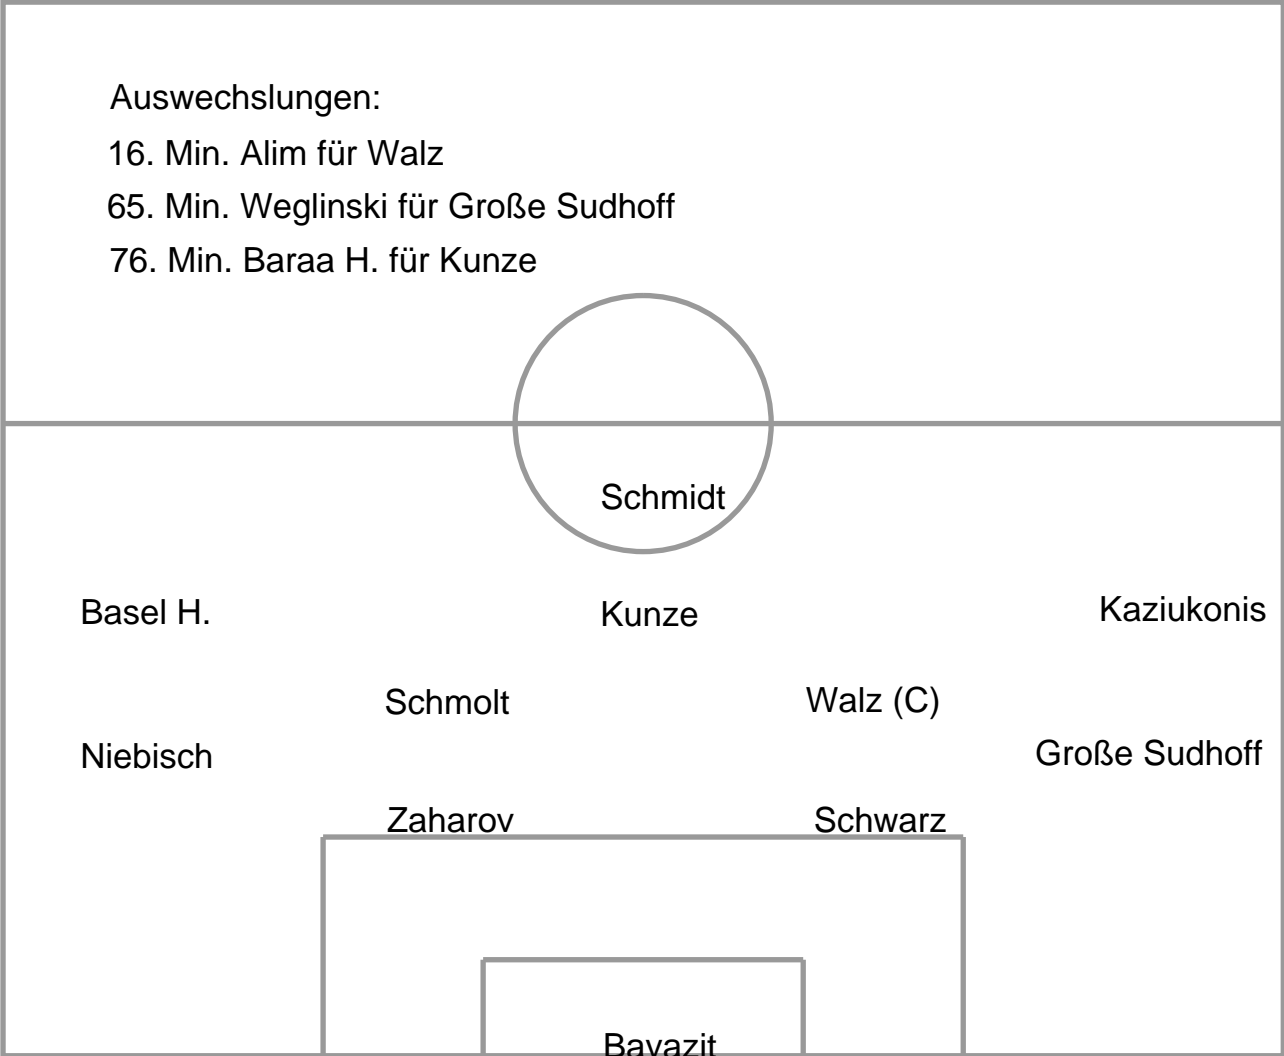 Auswechslungen:
16. Min. Alim für Walz
65. Min. Weglinski für Große Sudhoff
76. Min. Baraa H. für Kunze
Schmidt
Basel H. Kunze Kaziukonis
Schmolt Walz (C)
Niebisch Große Sudhoff
Zaharov Schwarz
Bayazit